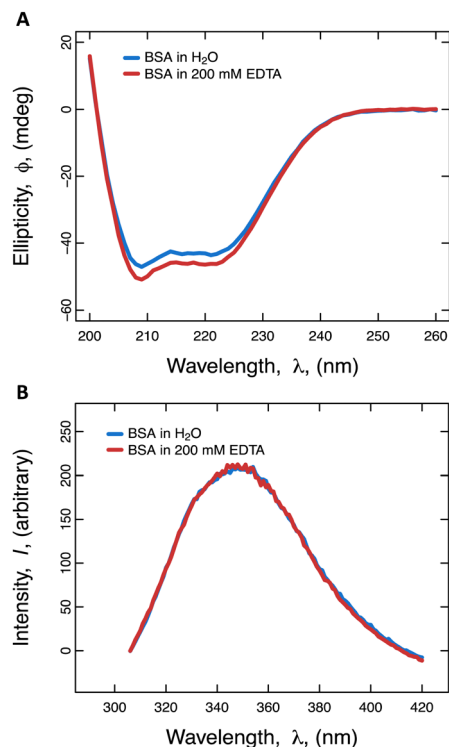 A
20
0
−20
−40
−60
Ellipticity, ϕ, (mdeg)
BSA in H₂O
BSA in 200 mM EDTA
200 210 220 230 240 250 260
Wavelength, λ, (nm)
B
250
200
150
100
50
0
Intensity, I, (arbitrary)
BSA in H₂O
BSA in 200 mM EDTA
300 320 340 360 380 400 420
Wavelength, λ, (nm)